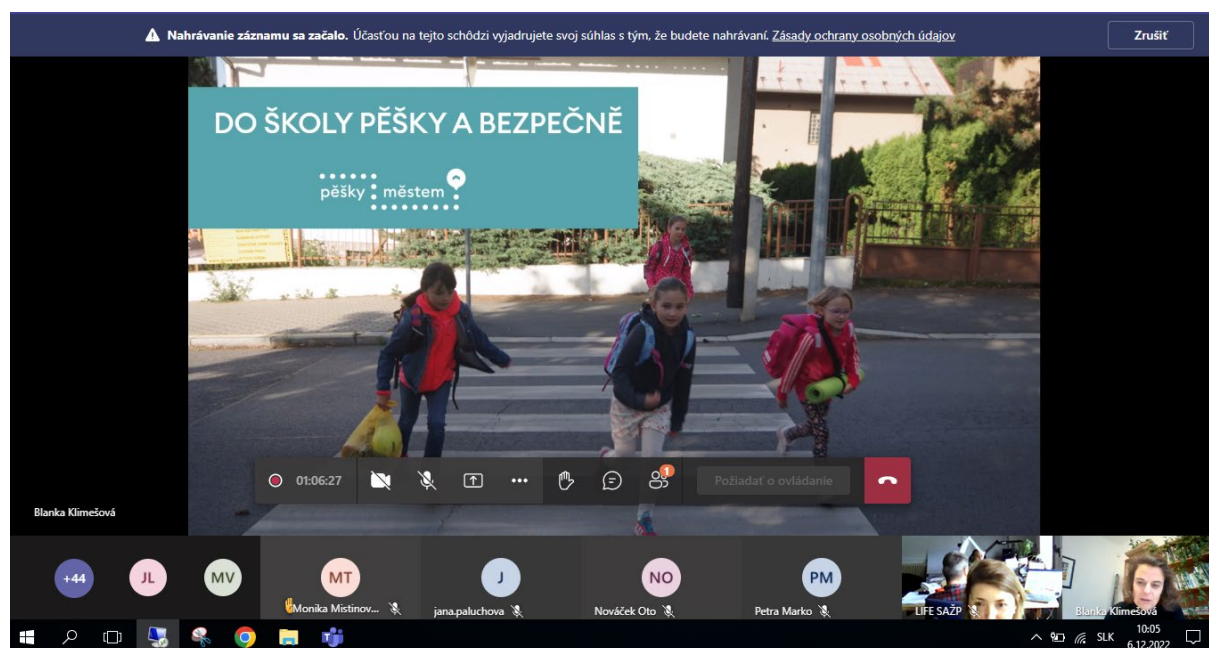 Nahrávanie záznamu sa začalo. Účasťou na tejto schôdzi vyjadrujete svoj súhlas s tým, že budete nahrávaní. Zásady ochrany osobných údajov
Zrušiť
DO ŠKOLY PĚŠKY A BEZPEČNĚ
pěšky městem
01:06:27
1
Požiadať o ovládanie
Blanka Klimešová
+44
JL
MV
MT
J
NO
PM
Monika Mistinov...
jana.paluchova
Nováček Oto
Petra Marko
LIFE SAŽP
Blanka Klimešová
SLK
10:05
6.12.2022